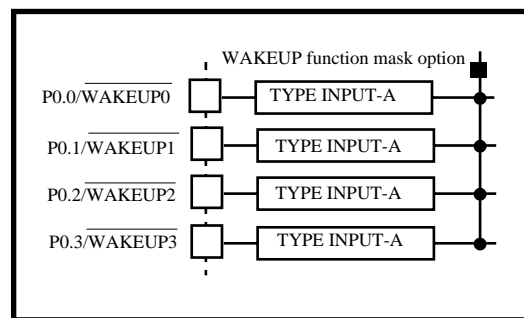 WAKEUP function mask option
P0.0/WAKEUP0 TYPE INPUT-A
P0.1/WAKEUP1 TYPE INPUT-A
P0.2/WAKEUP2 TYPE INPUT-A
P0.3/WAKEUP3 TYPE INPUT-A